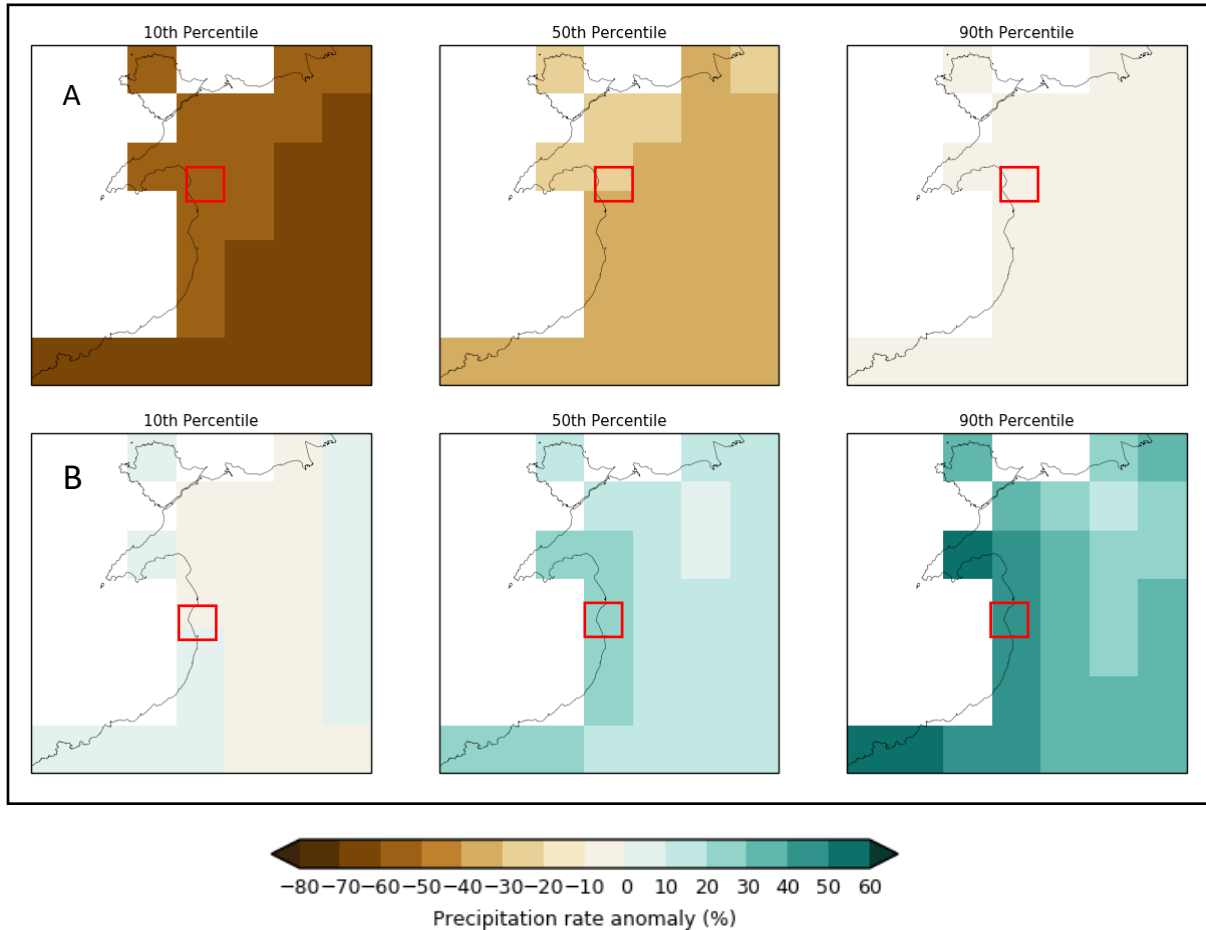 10th Percentile 50th Percentile 90th Percentile
A
10th Percentile 50th Percentile 90th Percentile
B
−80−70−60−50−40−30−20−10 0 10 20 30 40 50 60
Precipitation rate anomaly (%)